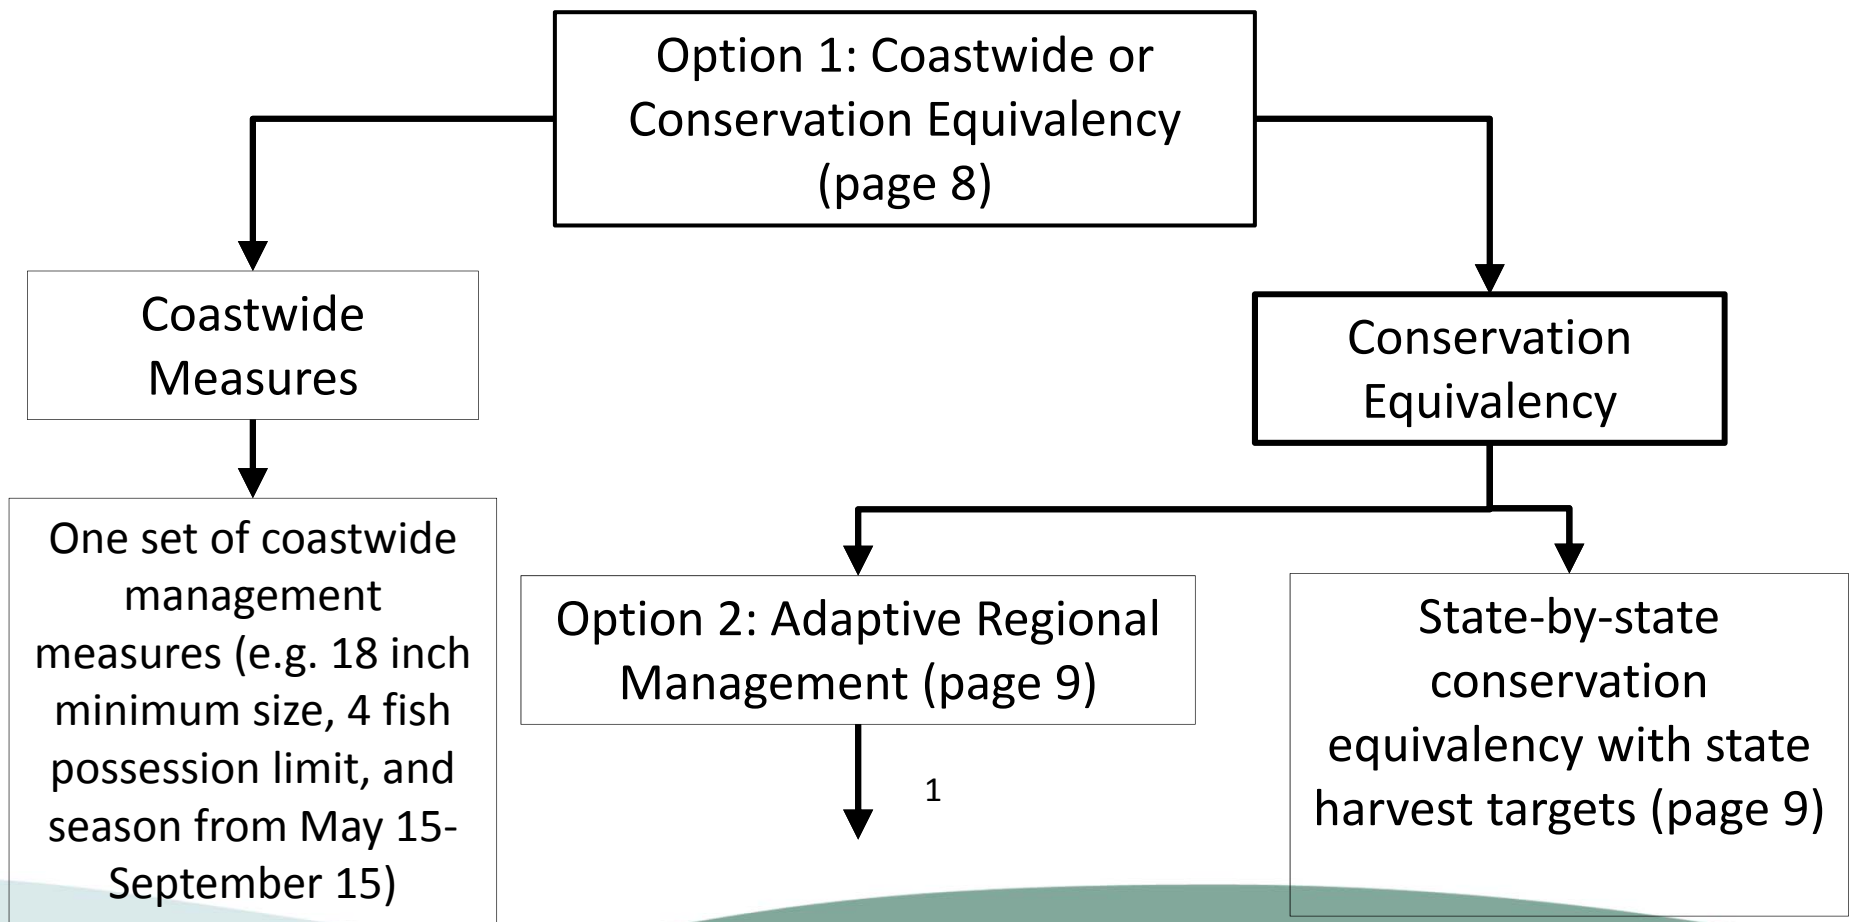 Option 1: Coastwide or
Conservation Equivalency
(page 8)
Coastwide
Measures
Conservation
Equivalency
One set of coastwide
management
measures (e.g. 18 inch
minimum size, 4 fish
possession limit, and
season from May 15-
September 15)
Option 2: Adaptive Regional
Management (page 9)
State-by-state
conservation
equivalency with state
harvest targets (page 9)
1